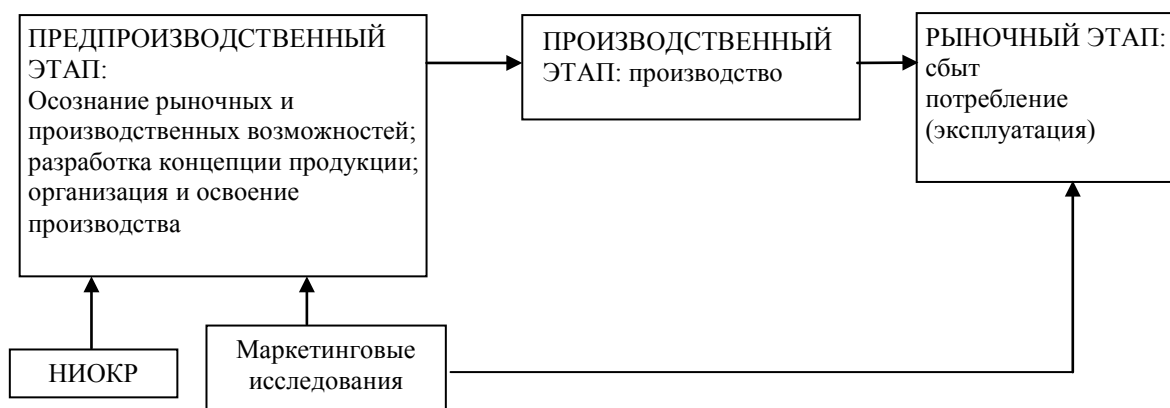 ПРЕДПРОИЗВОДСТВЕННЫЙ
ЭТАП:
Осознание рыночных и
производственных возможностей;
разработка концепции продукции;
организация и освоение
производства
ПРОИЗВОДСТВЕННЫЙ
ЭТАП: производство
РЫНОЧНЫЙ ЭТАП:
сбыт
потребление
(эксплуатация)
НИОКР
Маркетинговые
исследования